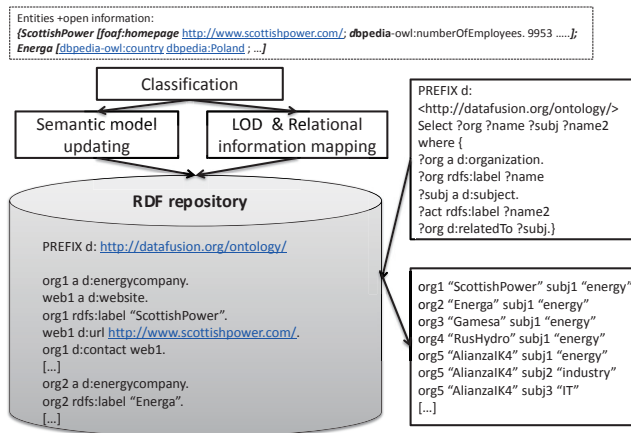 Entities +open information:
{ScottishPower [foaf:homepage http://www.scottishpower.com/; dbpedia-owl:numberOfEmployees. 9953 .....];
Energa [dbpedia-owl:country dbpedia:Poland ; ...]
Classification
Semantic model
updating
LOD & Relational
information mapping
RDF repository
PREFIX d: http://datafusion.org/ontology/
org1 a d:energycompany.
web1 a d:website.
org1 rdfs:label “ScottishPower”.
web1 d:url http://www.scottishpower.com/.
org1 d:contact web1.
[…]
org2 a d:energycompany.
org2 rdfs:label “Energa”.
[…]
PREFIX d:
<http://datafusion.org/ontology/>
Select ?org ?name ?subj ?name2
where {
?org a d:organization.
?org rdfs:label ?name
?subj a d:subject.
?act rdfs:label ?name2
?org d:relatedTo ?subj.}
org1 “ScottishPower” subj1 “energy”
org2 “Energa” subj1 “energy”
org3 “Gamesa” subj1 “energy”
org4 “RusHydro” subj1 “energy”
org5 “AlianzaIK4” subj1 “energy”
org5 “AlianzaIK4” subj2 “industry”
org5 “AlianzaIK4” subj3 “IT”
[…]